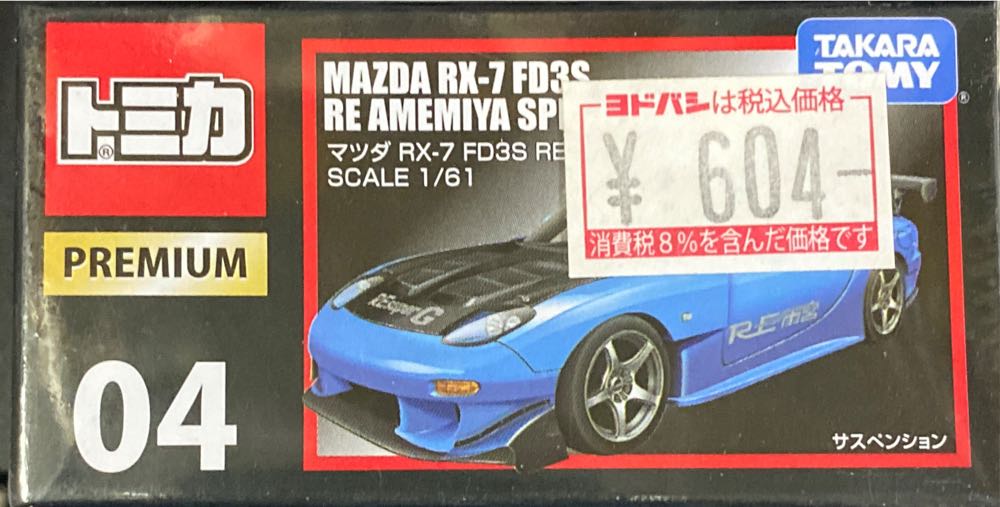 トミカ
®
PREMIUM
04
MAZDA RX-7 FD3S
RE AMEMIYA
マツダ RX-7 FD3S RE
SCALE 1/61
TAKARA
TOMY
®
ヨドバシは税込価格
¥ 604-
消費税8%を含んだ価格です
RE雨宮
サスペンション